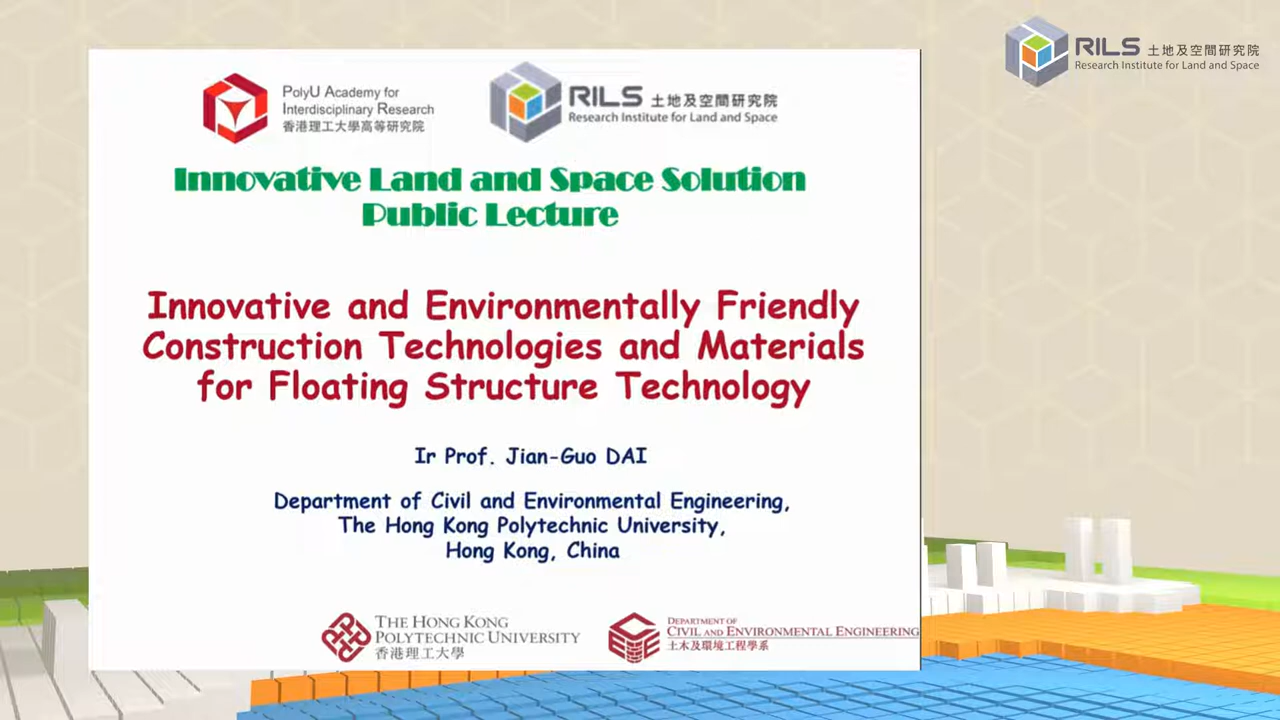 RILS 土地及空間研究院
Research Institute for Land and Space
PolyU Academy for
Interdisciplinary Research
香港理工大學高等研究院
RILS 土地及空間研究院
Research Institute for Land and Space
Innovative Land and Space Solution
Public Lecture
Innovative and Environmentally Friendly
Construction Technologies and Materials
for Floating Structure Technology
Ir Prof. Jian-Guo DAI
Department of Civil and Environmental Engineering,
The Hong Kong Polytechnic University,
Hong Kong, China
THE HONG KONG
POLYTECHNIC UNIVERSITY
香港理工大學
DEPARTMENT OF
CIVIL AND ENVIRONMENTAL ENGINEERING
土木及環境工程學系